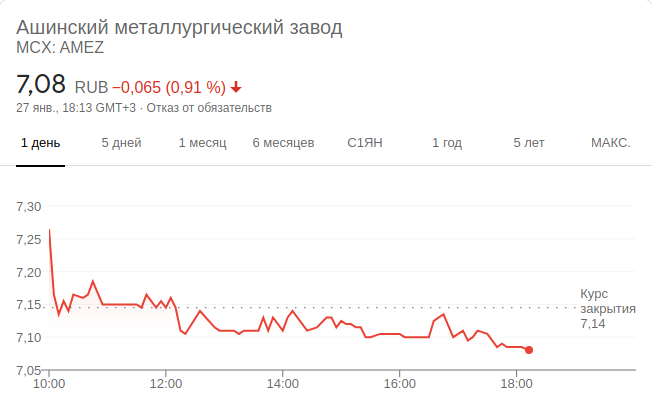 Ашинский металлургический завод
MCX: AMEZ
7,08 RUB −0,065 (0,91 %)
27 янв., 18:13 GMT+3 · Отказ от обязательств
1 день 5 дней 1 месяц 6 месяцев С1ЯН 1 год 5 лет МАКС.
7,30
7,25
7,20
7,15
7,10
7,05
Курс
закрытия
7,14
10:00 12:00 14:00 16:00 18:00